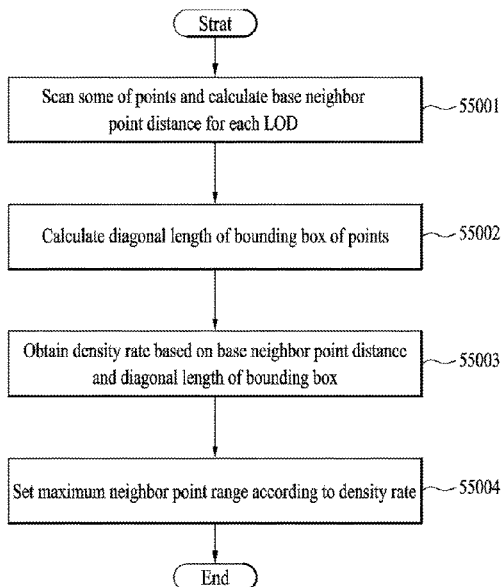 Strat
Scan some of points and calculate base neighbor
point distance for each LOD
55001
Calculate diagonal length of bounding box of points
55002
Obtain density rate based on base neighbor point distance
and diagonal length of bounding box
55003
Set maximum neighbor point range according to density rate
55004
End